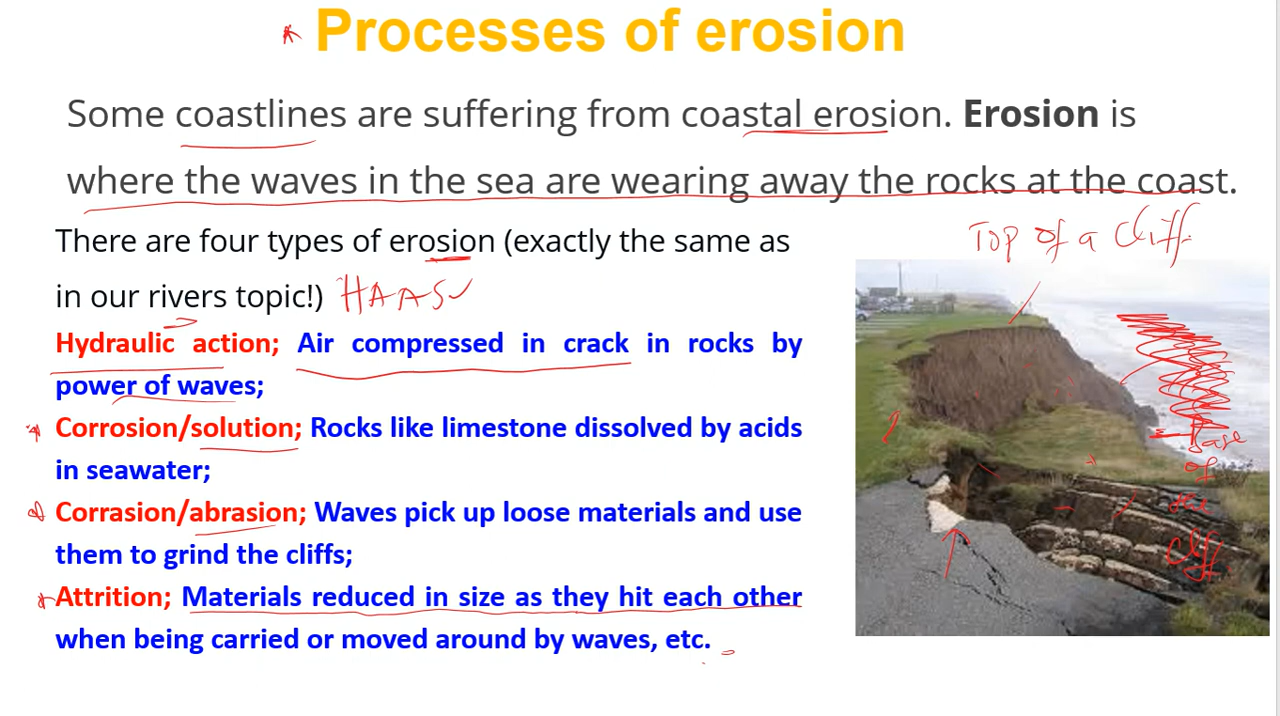 Processes of erosion
Some coastlines are suffering from coastal erosion. Erosion is
where the waves in the sea are wearing away the rocks at the coast.
There are four types of erosion (exactly the same as
in our rivers topic!) HAAS
Hydraulic action; Air compressed in crack in rocks by
power of waves;
Corrosion/solution; Rocks like limestone dissolved by acids
in seawater;
Corrasion/abrasion; Waves pick up loose materials and use
them to grind the cliffs;
Attrition; Materials reduced in size as they hit each other
when being carried or moved around by waves, etc.
Top of a Cliff
Base
of
the
Cliff